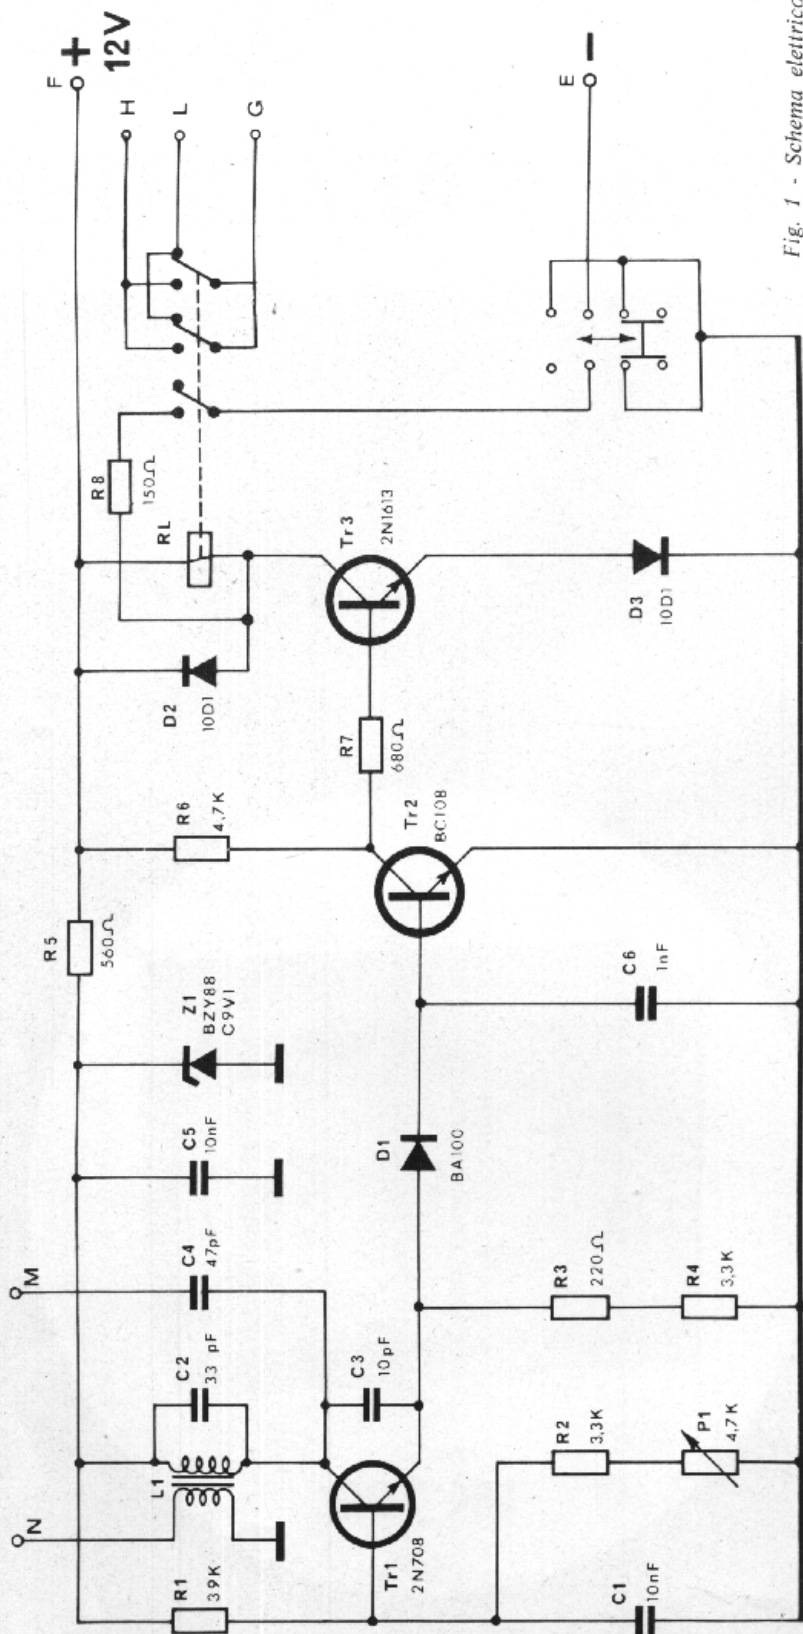 N
M
F
+
12V
H
L
G
E
−
R1
39K
L1
C2
33 pF
C4
47pF
C5
10nF
Z1
BZY88
C9V1
R5
560Ω
R6
4,7K
D2
10D1
RL
R8
150Ω
Tr1
2N708
C3
10pF
D1
BA100
Tr2
BC108
R7
680Ω
Tr3
2N1613
C1
10nF
R2
3,3K
P1
4,7K
R3
220Ω
R4
3,3K
C6
1nF
D3
10D1
Fig. 1 - Schema elettrico